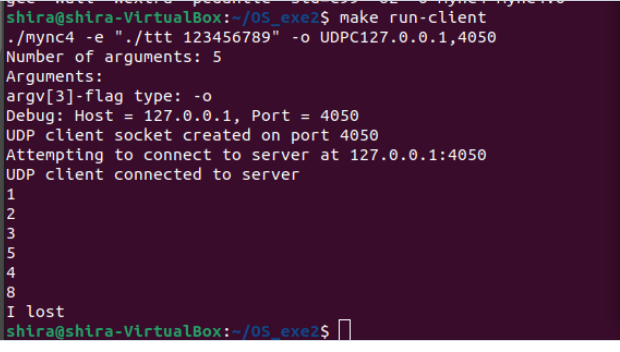 shira@shira-VirtualBox:~/OS_exe2$ make run-client
./mync4 -e "./ttt 123456789" -o UDPC127.0.0.1,4050
Number of arguments: 5
Arguments:
argv[3]-flag type: -o
Debug: Host = 127.0.0.1, Port = 4050
UDP client socket created on port 4050
Attempting to connect to server at 127.0.0.1:4050
UDP client connected to server
1
2
3
5
4
8
I lost
shira@shira-VirtualBox:~/OS_exe2$